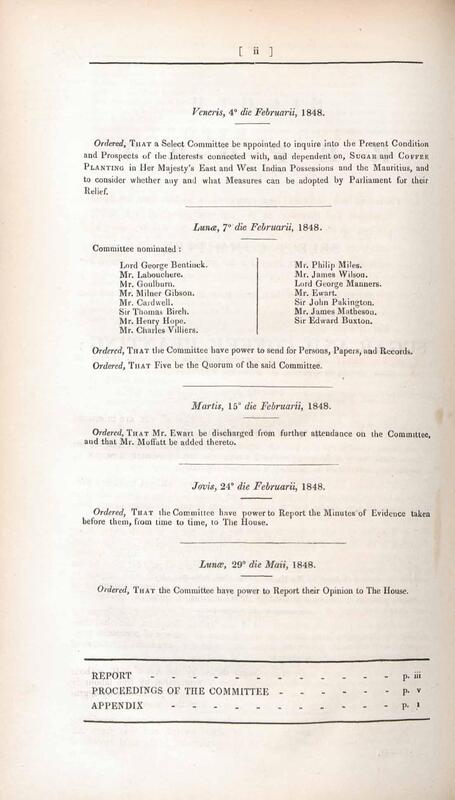 [ ii ]
Veneris, 4° die Februarii, 1848.
Ordered, THAT a Select Committee be appointed to inquire into the Present Condition
and Prospects of the Interests connected with, and dependent on, SUGAR and COFFEE
PLANTING in Her Majesty's East and West Indian Possessions and the Mauritius, and
to consider whether any and what Measures can be adopted by Parliament for their
Relief.
Lunæ, 7° die Februarii, 1848.
Committee nominated :
Lord George Bentinck.
Mr. Labouchere.
Mr. Goulburn.
Mr. Milner Gibson.
Mr. Cardwell.
Sir Thomas Birch.
Mr. Henry Hope.
Mr. Charles Villiers.
Mr. Philip Miles.
Mr. James Wilson.
Lord George Manners.
Mr. Ewart.
Sir John Pakington.
Mr. James Matheson.
Sir Edward Buxton.
Ordered, THAT the Committee have power to send for Persons, Papers, and Records.
Ordered, THAT Five be the Quorum of the said Committee.
Martis, 15° die Februarii, 1848.
Ordered, THAT Mr. Ewart be discharged from further attendance on the Committee,
and that Mr. Moffatt be added thereto.
Jovis, 24° die Februarii, 1848.
Ordered, THAT the Committee have power to Report the Minutes of Evidence taken
before them, from time to time, to The House.
Lunæ, 29° die Maii, 1848.
Ordered, THAT the Committee have power to Report their Opinion to The House.
REPORT - - - - - - - - - - - - p. iii
PROCEEDINGS OF THE COMMITTEE - - - - - - p. v
APPENDIX - - - - - - - - - - - p. 1